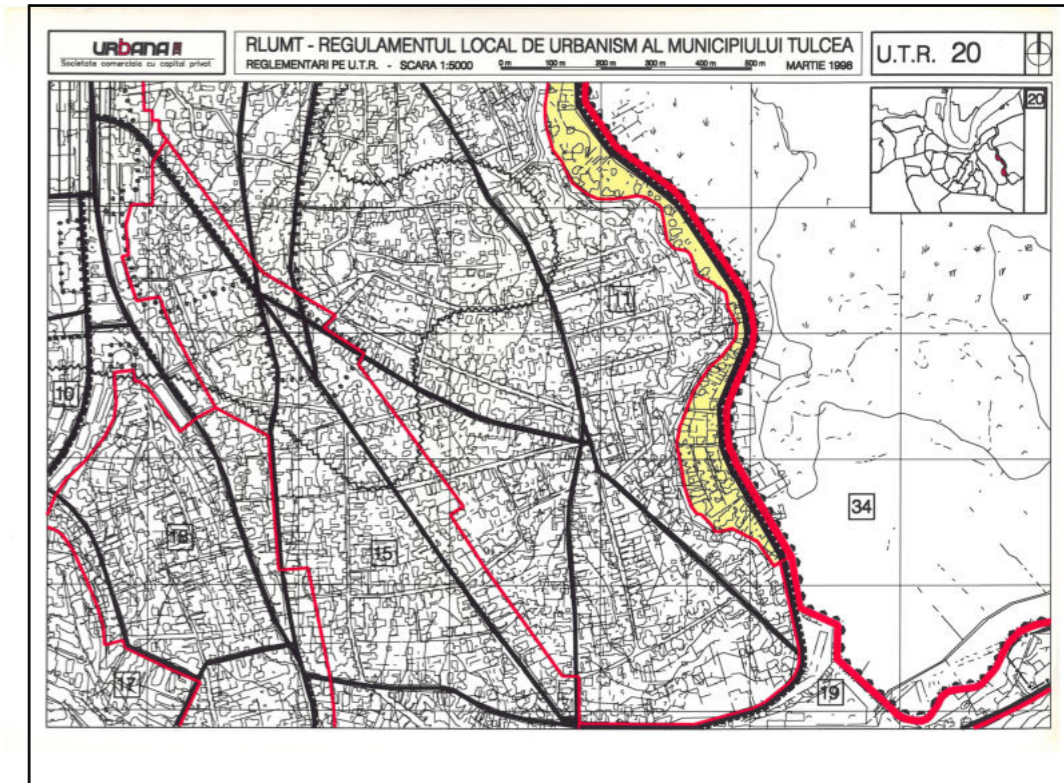 URBANA
Societate comerciala cu capital privat
RLUMT - REGULAMENTUL LOCAL DE URBANISM AL MUNICIPIULUI TULCEA
REGLEMENTARI PE U.T.R. - SCARA 1:5000 0 m 100 m 200 m 300 m 400 m 500 m MARTIE 1998
U.T.R. 20
20
11
10
34
18
15
17
19